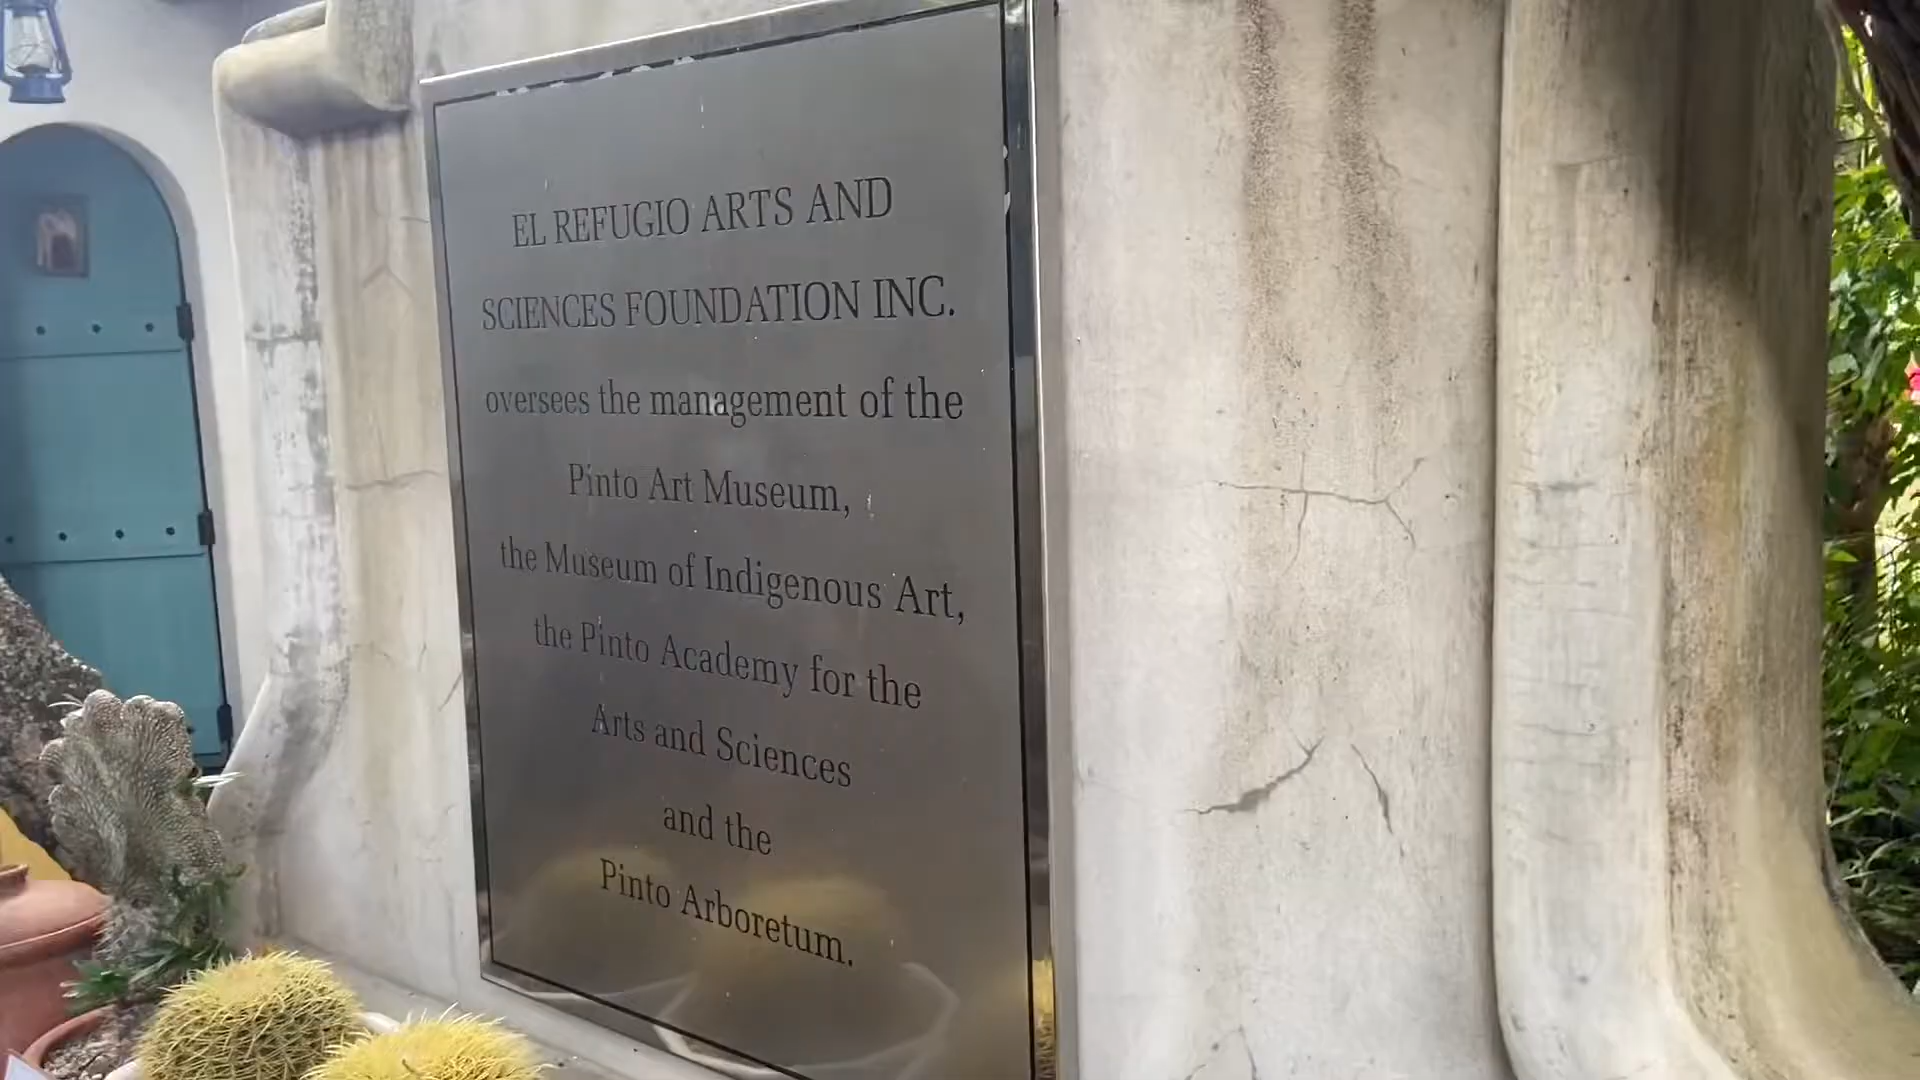 EL REFUGIO ARTS AND
SCIENCES FOUNDATION INC.
oversees the management of the
Pinto Art Museum,
the Museum of Indigenous Art,
the Pinto Academy for the
Arts and Sciences
and the
Pinto Arboretum.